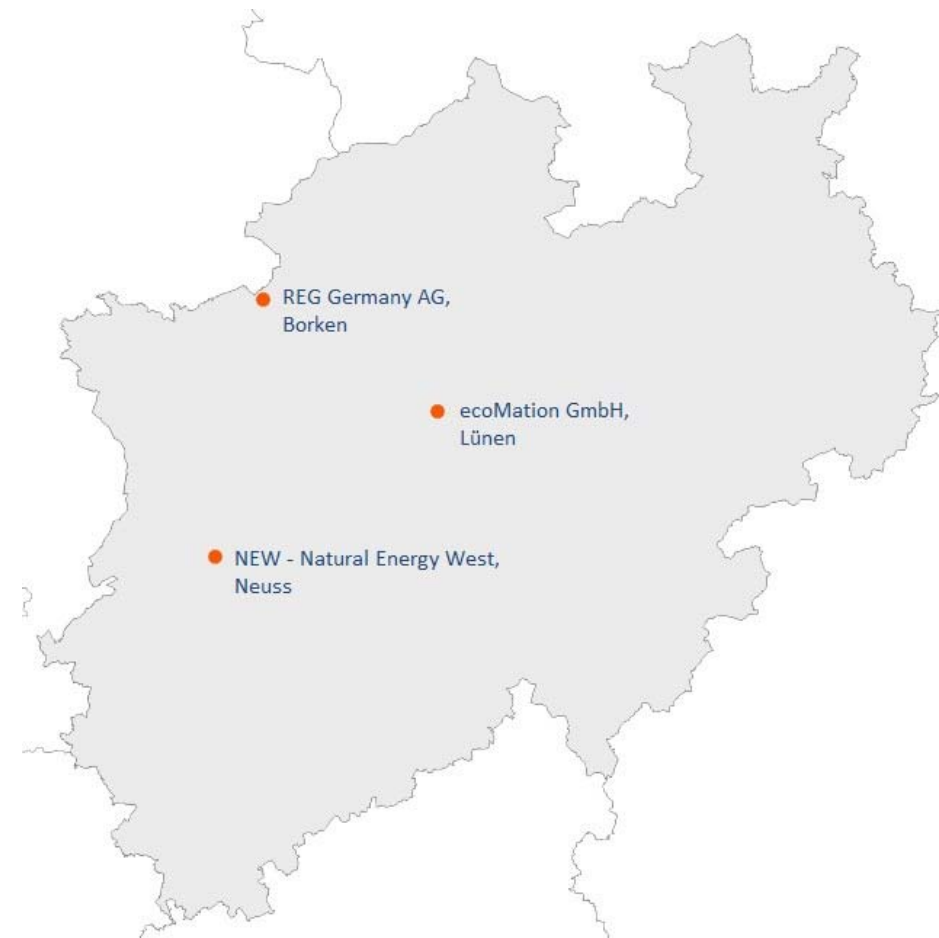 REG Germany AG,
Borken
ecoMation GmbH,
Lünen
NEW - Natural Energy West,
Neuss